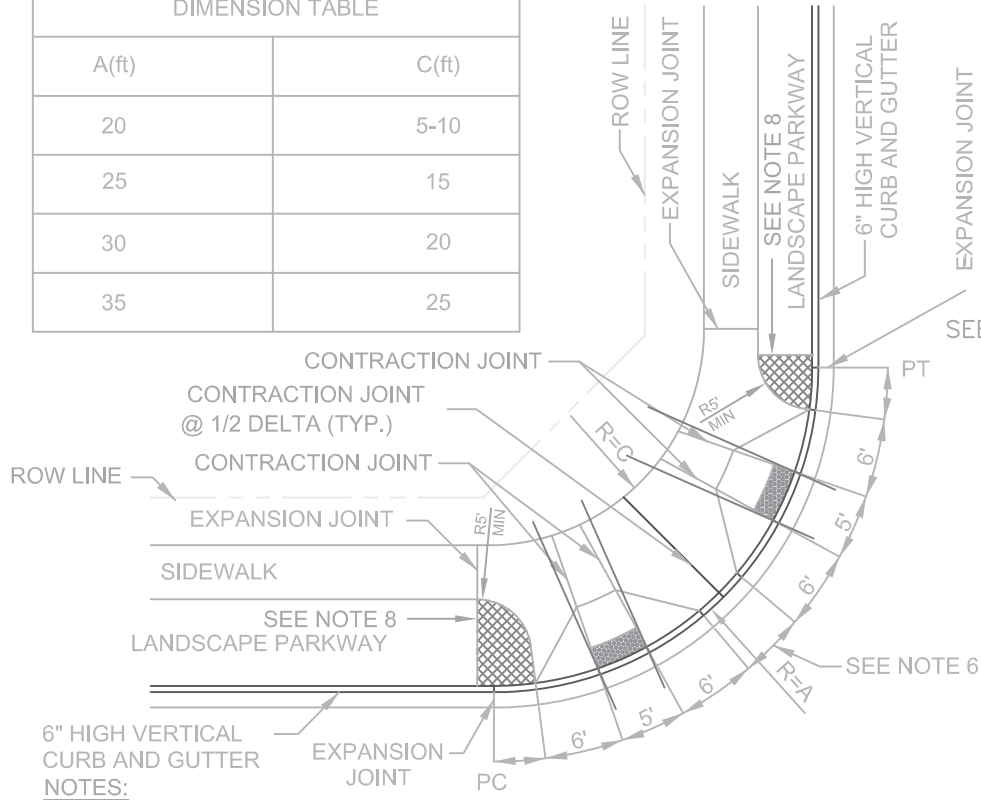 DIMENSION TABLE
A(ft) C(ft)
20 5-10
25 15
30 20
35 25
ROW LINE
EXPANSION JOINT
SIDEWALK
SEE NOTE 8
LANDSCAPE PARKWAY
6" HIGH VERTICAL
CURB AND GUTTER
EXPANSION JOINT
SEE
PT
CONTRACTION JOINT
CONTRACTION JOINT
@ 1/2 DELTA (TYP.)
CONTRACTION JOINT
ROW LINE
EXPANSION JOINT
R5'
MIN
R5'
MIN
R=C
SIDEWALK
SEE NOTE 8
LANDSCAPE PARKWAY
6'
5'
6'
SEE NOTE 6
R=A
6'
5'
6'
PC
6" HIGH VERTICAL
CURB AND GUTTER
EXPANSION
JOINT
NOTES: